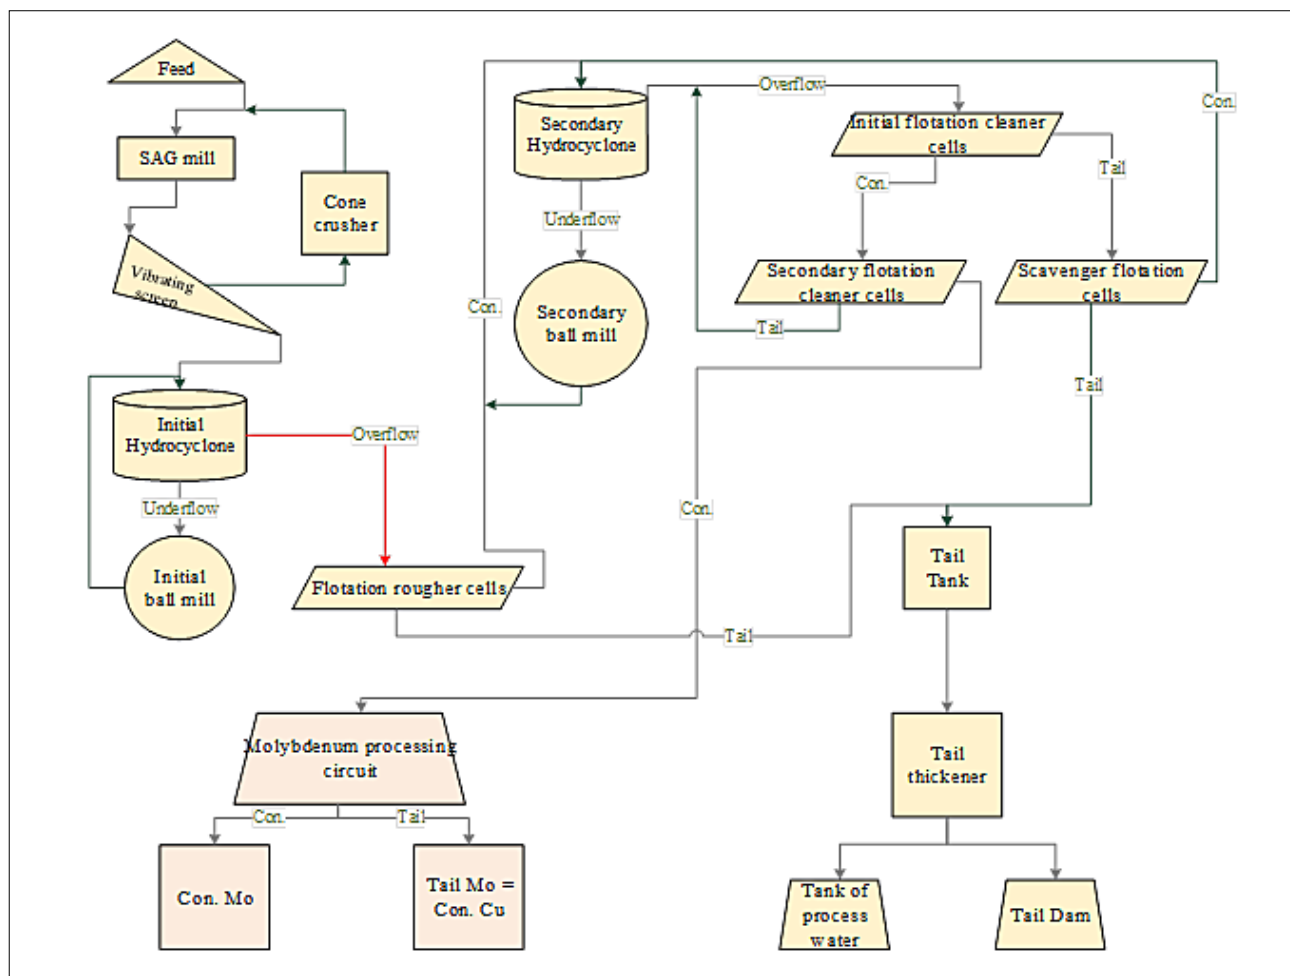 Feed
SAG mill
Cone
crusher
Vibrating
screen
Initial
Hydrocyclone
Underflow
Initial
ball mill
Overflow
Flotation rougher cells
Con.
Tail
Secondary
Hydrocyclone
Underflow
Secondary
ball mill
Overflow
Initial flotation cleaner
cells
Con.
Tail
Secondary flotation
cleaner cells
Tail
Con.
Scavenger flotation
cells
Con.
Tail
Tail
Tank
Tail
thickener
Tank of
process
water
Tail Dam
Molybdenum processing
circuit
Con.
Tail
Con. Mo
Tail Mo =
Con. Cu